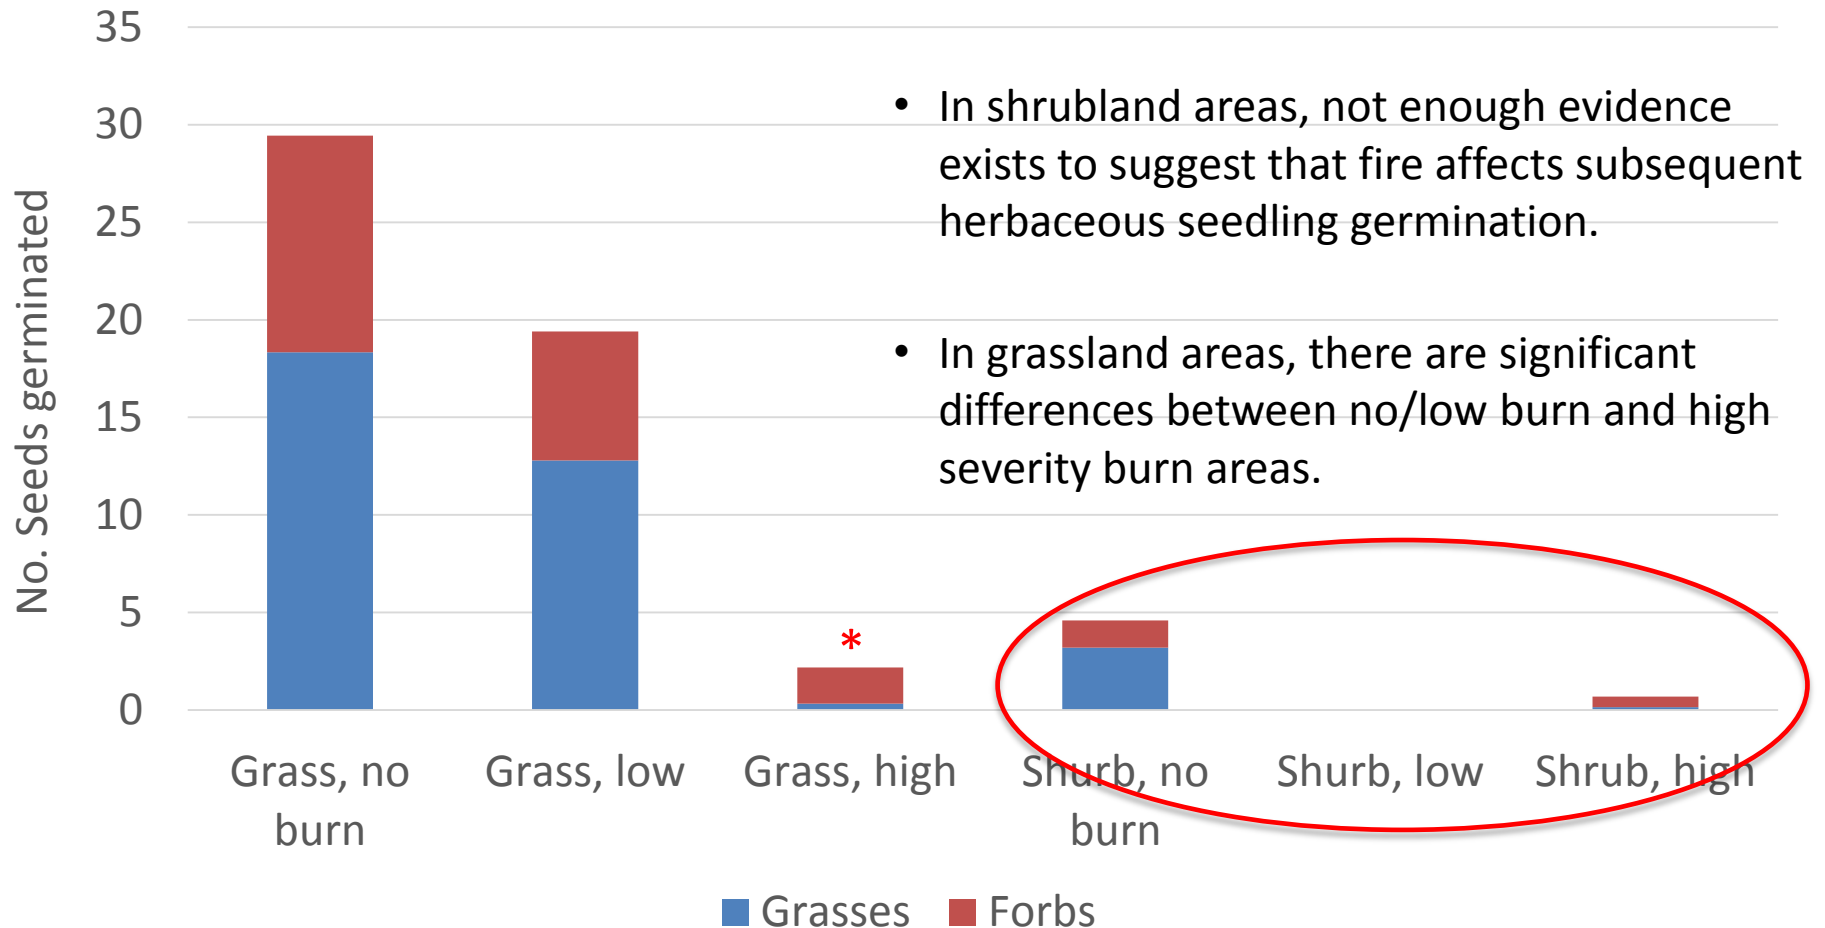 35
30
25
20
15
10
5
0
No. Seeds germinated
• In shrubland areas, not enough evidence
exists to suggest that fire affects subsequent
herbaceous seedling germination.
• In grassland areas, there are significant
differences between no/low burn and high
severity burn areas.
*
Grass, no
burn
Grass, low
Grass, high
Shurb, no
burn
Shurb, low
Shrub, high
Grasses
Forbs